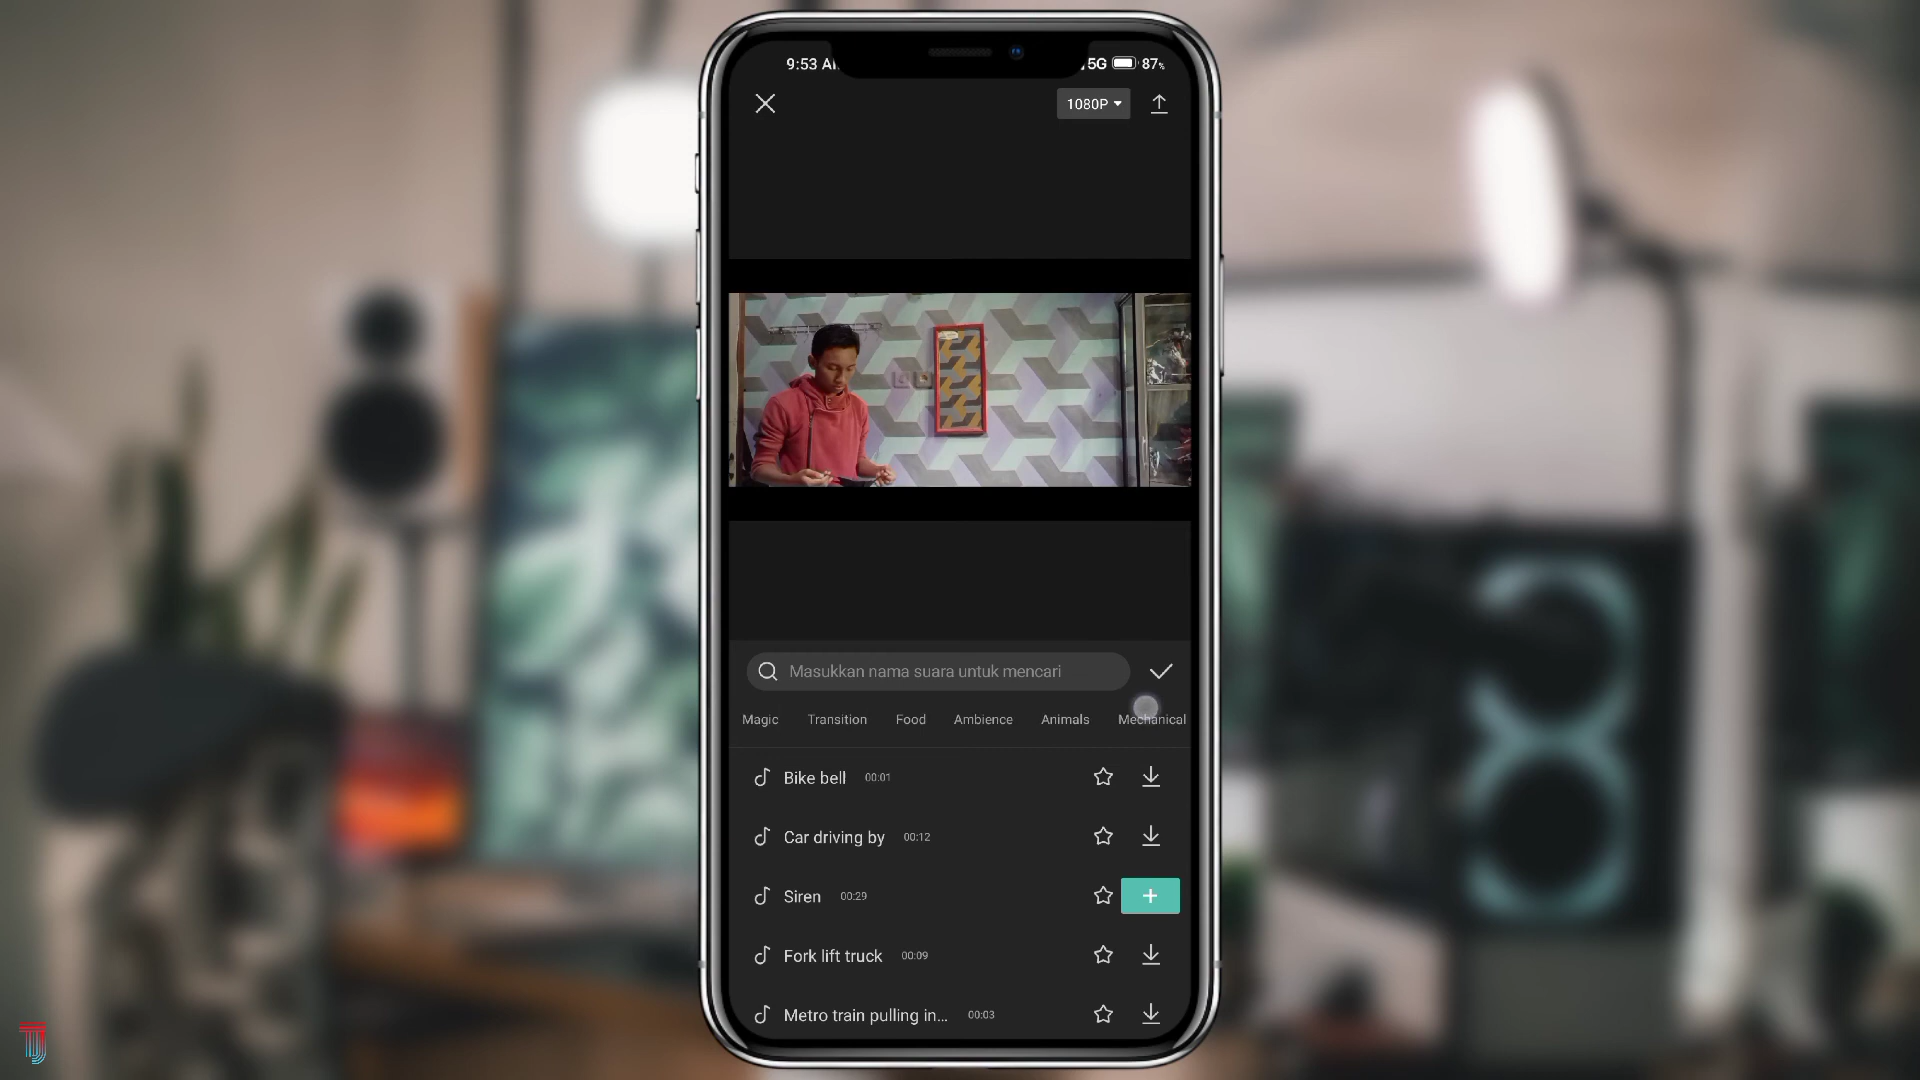 9:53 AM
5G 87%
1080P
Masukkan nama suara untuk mencari
Magic Transition Food Ambience Animals Mechanical
Bike bell 00:01
Car driving by 00:12
Siren 00:29
Fork lift truck 00:09
Metro train pulling in... 00:03
TJ